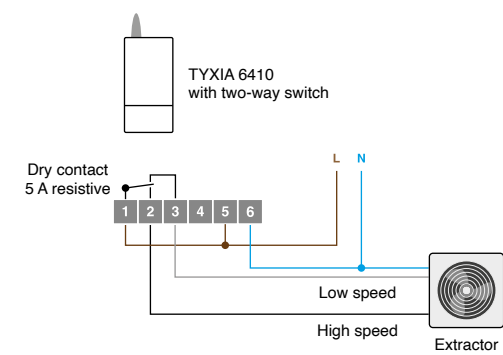 TYXIA 6410
with two-way switch
L N
Dry contact
5 A resistive
1 2 3 4 5 6
Low speed
High speed
Extractor